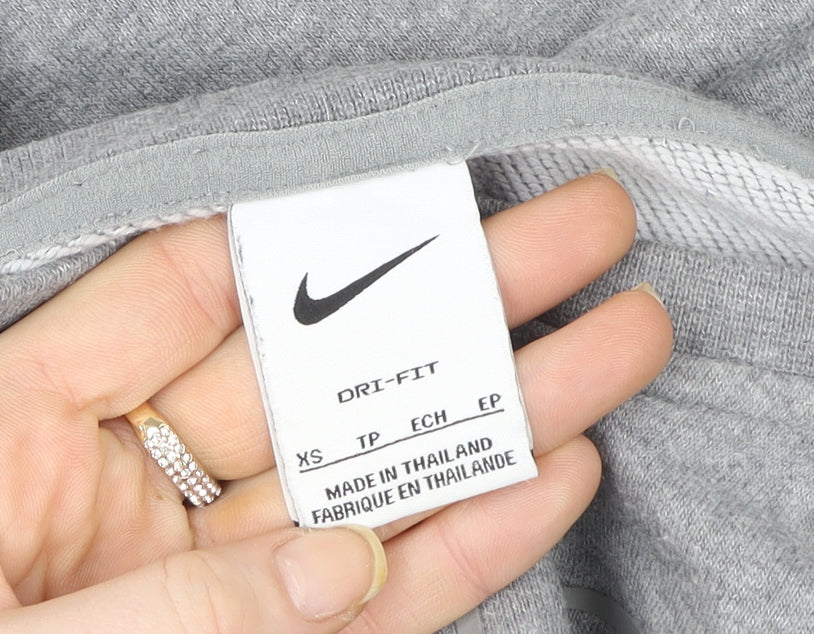 DRI-FIT
XS TP ECH EP
MADE IN THAILAND
FABRIQUE EN THAILANDE